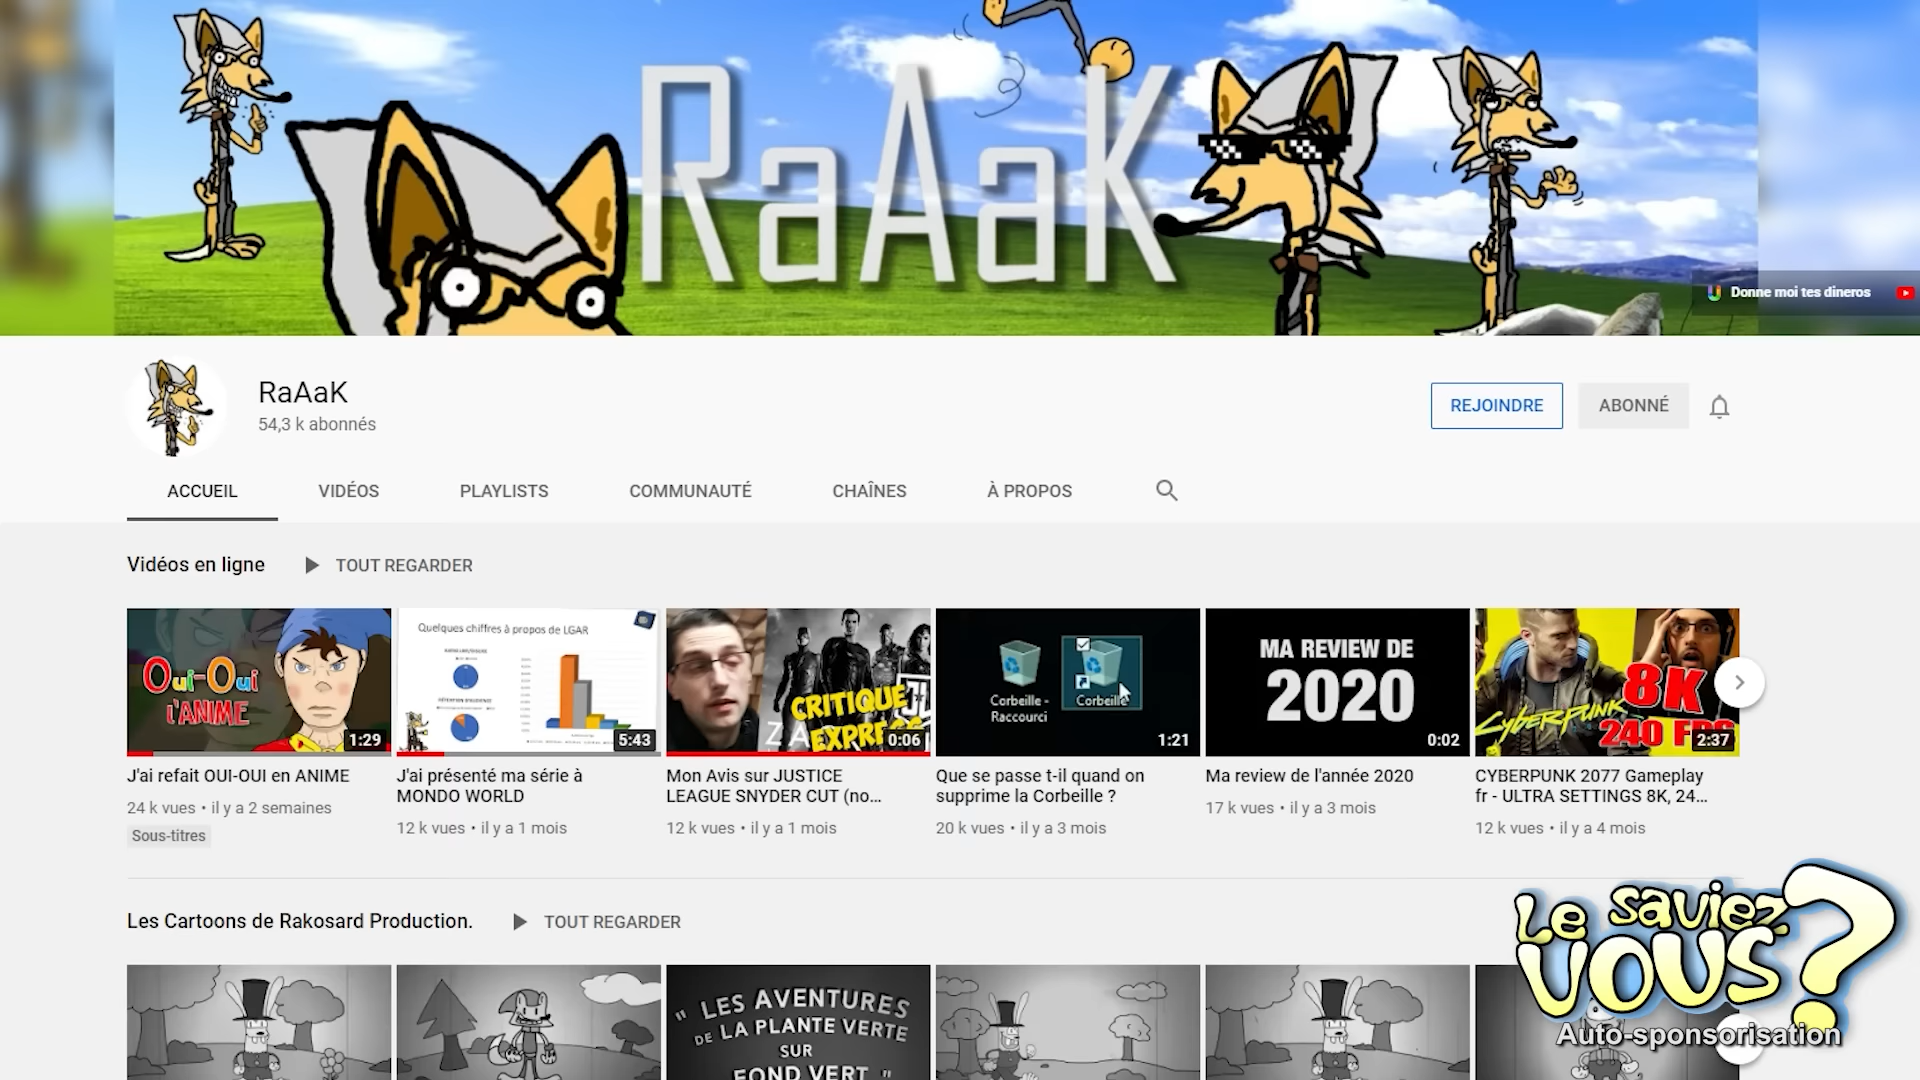 RaAaK
Donne moi tes dineros
RaAaK
54,3 k abonnés
REJOINDRE
ABONNÉ
ACCUEIL
VIDÉOS
PLAYLISTS
COMMUNAUTÉ
CHAÎNES
À PROPOS
Vidéos en ligne
TOUT REGARDER
Oui-Oui
L'ANIME
1:29
Quelques chiffres à propos de LGAR
5:43
CRITIQUE
EXPRESS
0:06
Corbeille -
Raccourci
Corbeille
1:21
MA REVIEW DE
2020
0:02
CYBERPUNK
8K
240 FPS
2:37
J'ai refait OUI-OUI en ANIME
24 k vues • il y a 2 semaines
Sous-titres
J'ai présenté ma série à
MONDO WORLD
12 k vues • il y a 1 mois
Mon Avis sur JUSTICE
LEAGUE SNYDER CUT (no...
12 k vues • il y a 1 mois
Que se passe t-il quand on
supprime la Corbeille ?
20 k vues • il y a 3 mois
Ma review de l'année 2020
17 k vues • il y a 3 mois
CYBERPUNK 2077 Gameplay
fr - ULTRA SETTINGS 8K, 24...
12 k vues • il y a 4 mois
Les Cartoons de Rakosard Production.
TOUT REGARDER
" LES AVENTURES
DE LA PLANTE VERTE
SUR
FOND VERT "
Le saviez
vous?
Auto-sponsorisation